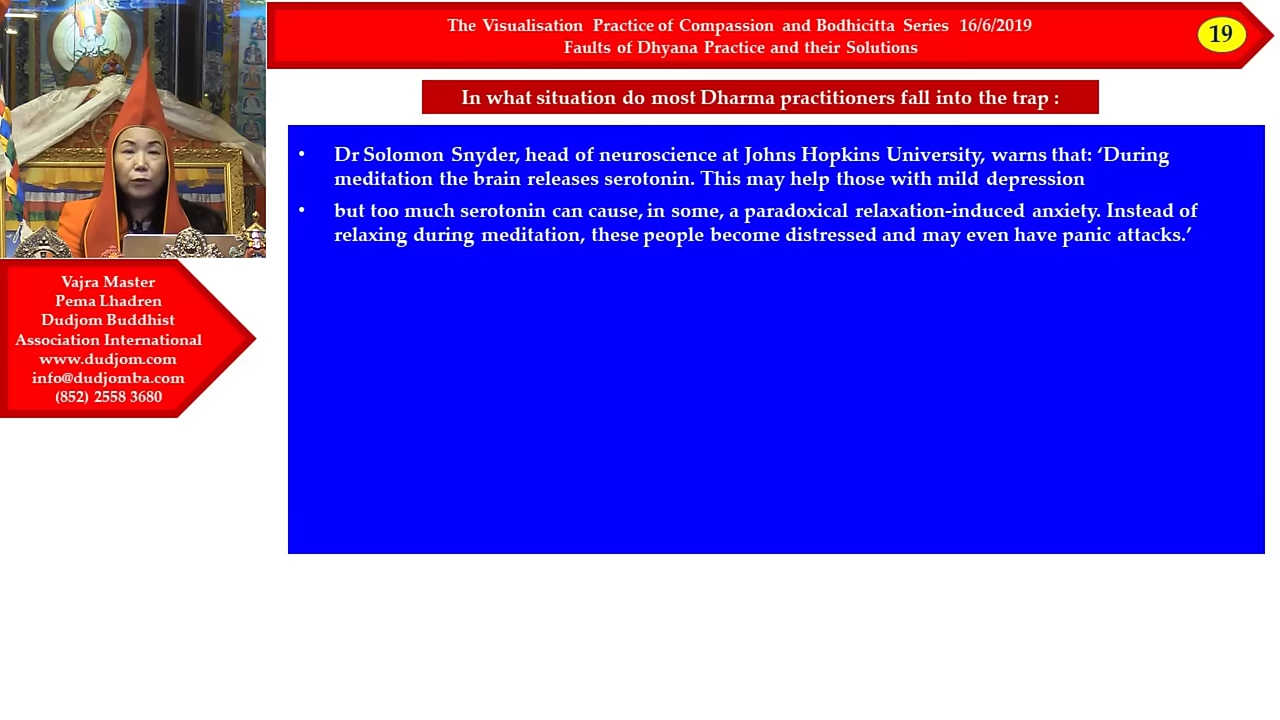 The Visualisation Practice of Compassion and Bodhicitta Series 16/6/2019
Faults of Dhyana Practice and their Solutions
19
In what situation do most Dharma practitioners fall into the trap :
• Dr Solomon Snyder, head of neuroscience at Johns Hopkins University, warns that: ‘During
meditation the brain releases serotonin. This may help those with mild depression
• but too much serotonin can cause, in some, a paradoxical relaxation-induced anxiety. Instead of
relaxing during meditation, these people become distressed and may even have panic attacks.’
Vajra Master
Pema Lhadren
Dudjom Buddhist
Association International
www.dudjom.com
info@dudjomba.com
(852) 2558 3680